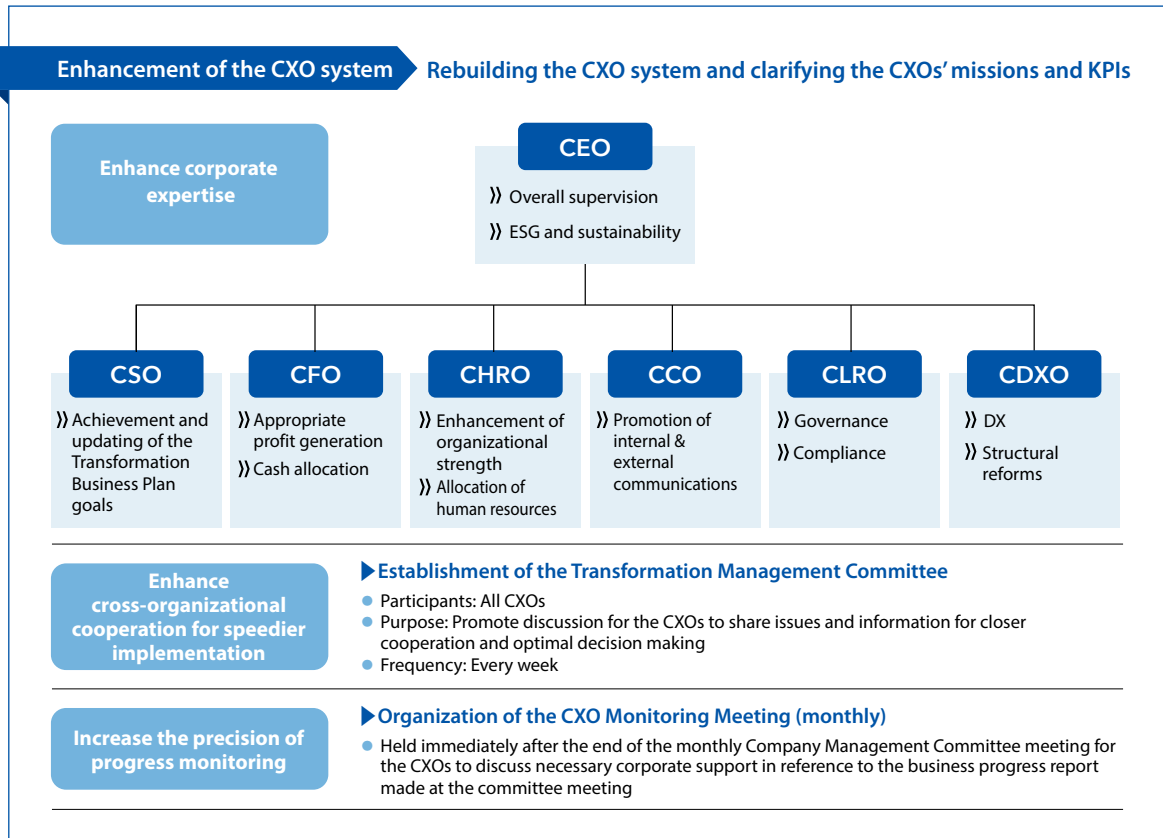 Enhancement of the CXO system
Rebuilding the CXO system and clarifying the CXOs' missions and KPIs
Enhance corporate
expertise
CEO
Overall supervision
ESG and sustainability
CSO
Achievement and
updating of the
Transformation
Business Plan
goals
CFO
Appropriate
profit generation
Cash allocation
CHRO
Enhancement of
organizational
strength
Allocation of
human resources
CCO
Promotion of
internal &
external
communications
CLRO
Governance
Compliance
CDXO
DX
Structural
reforms
Enhance
cross-organizational
cooperation for speedier
implementation
Establishment of the Transformation Management Committee
Participants: All CXOs
Purpose: Promote discussion for the CXOs to share issues and information for closer
cooperation and optimal decision making
Frequency: Every week
Increase the precision of
progress monitoring
Organization of the CXO Monitoring Meeting (monthly)
Held immediately after the end of the monthly Company Management Committee meeting for
the CXOs to discuss necessary corporate support in reference to the business progress report
made at the committee meeting